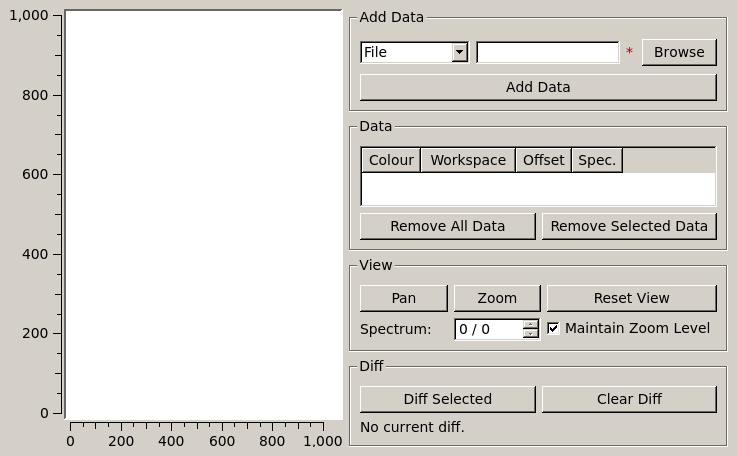 1,000
800
600
400
200
0
0 200 400 600 800 1,000
Add Data
File * Browse
Add Data
Data
Colour Workspace Offset Spec.
Remove All Data Remove Selected Data
View
Pan Zoom Reset View
Spectrum: 0 / 0 Maintain Zoom Level
Diff
Diff Selected Clear Diff
No current diff.